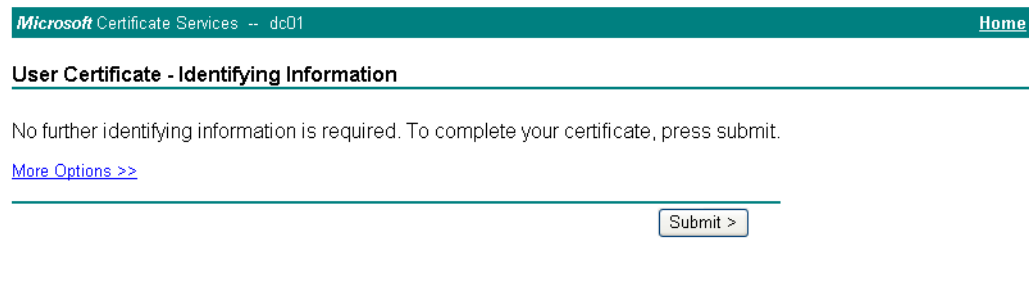 Microsoft Certificate Services -- dc01 Home
User Certificate - Identifying Information
No further identifying information is required. To complete your certificate, press submit.
More Options >>
Submit >